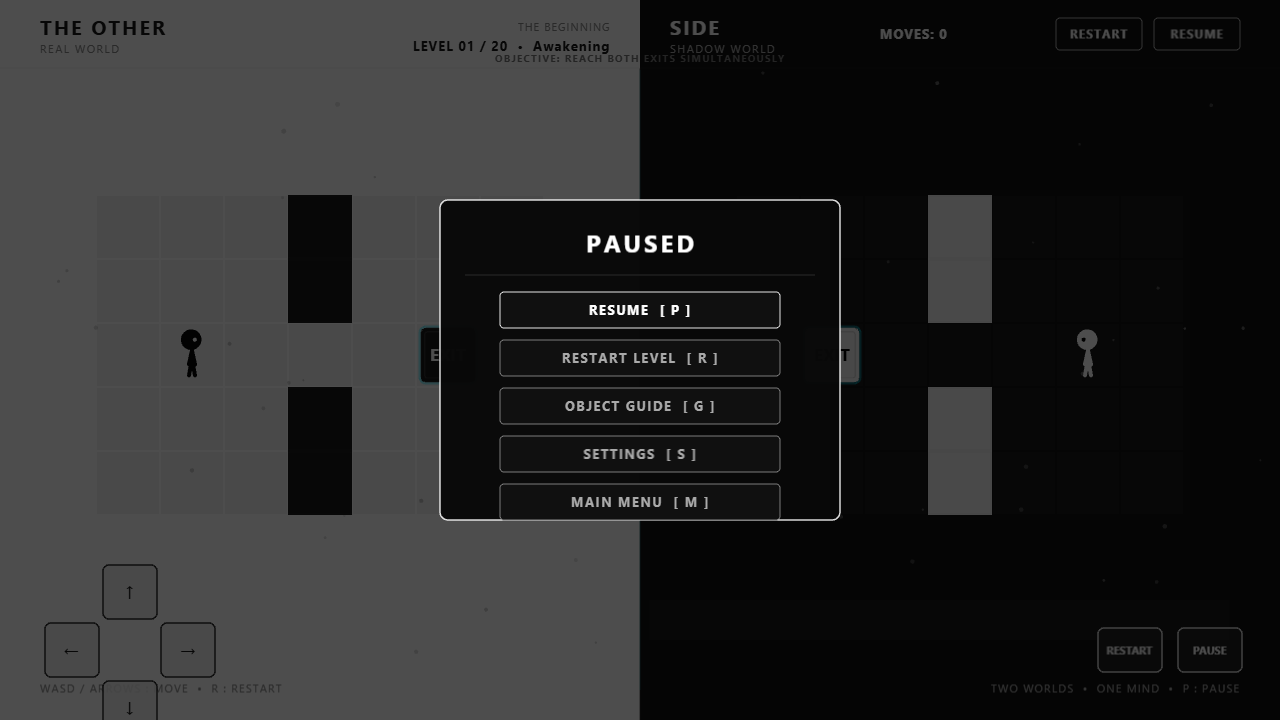 THE OTHER
REAL WORLD
THE BEGINNING
LEVEL 01 / 20 • Awakening
OBJECTIVE: REACH BOTH EXITS SIMULTANEOUSLY
SIDE
SHADOW WORLD
MOVES: 0
RESTART
RESUME
PAUSED
RESUME [ P ]
RESTART LEVEL [ R ]
OBJECT GUIDE [ G ]
SETTINGS [ S ]
MAIN MENU [ M ]
↑
← →
↓
RESTART
PAUSE
WASD / ARROWS : MOVE • R : RESTART
TWO WORLDS • ONE MIND • P : PAUSE